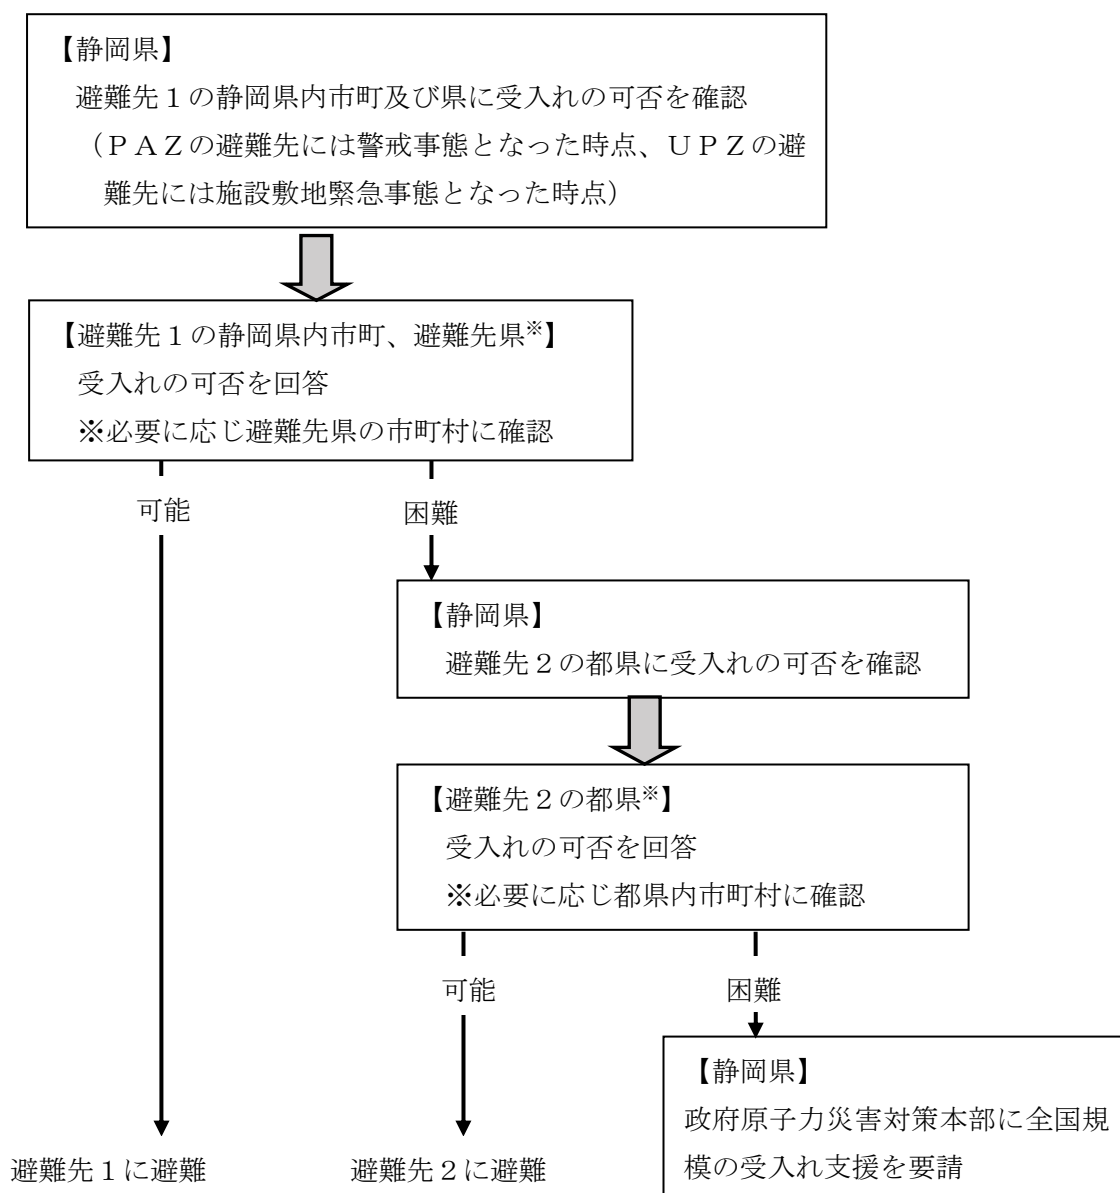 【静岡県】
避難先１の静岡県内市町及び県に受入れの可否を確認
（ＰＡＺの避難先には警戒事態となった時点、ＵＰＺの避
難先には施設敷地緊急事態となった時点）
【避難先１の静岡県内市町、避難先県※】
受入れの可否を回答
※必要に応じ避難先県の市町村に確認
可能
困難
【静岡県】
避難先２の都県に受入れの可否を確認
【避難先２の都県※】
受入れの可否を回答
※必要に応じ都県内市町村に確認
可能
困難
【静岡県】
政府原子力災害対策本部に全国規
模の受入れ支援を要請
避難先１に避難
避難先２に避難